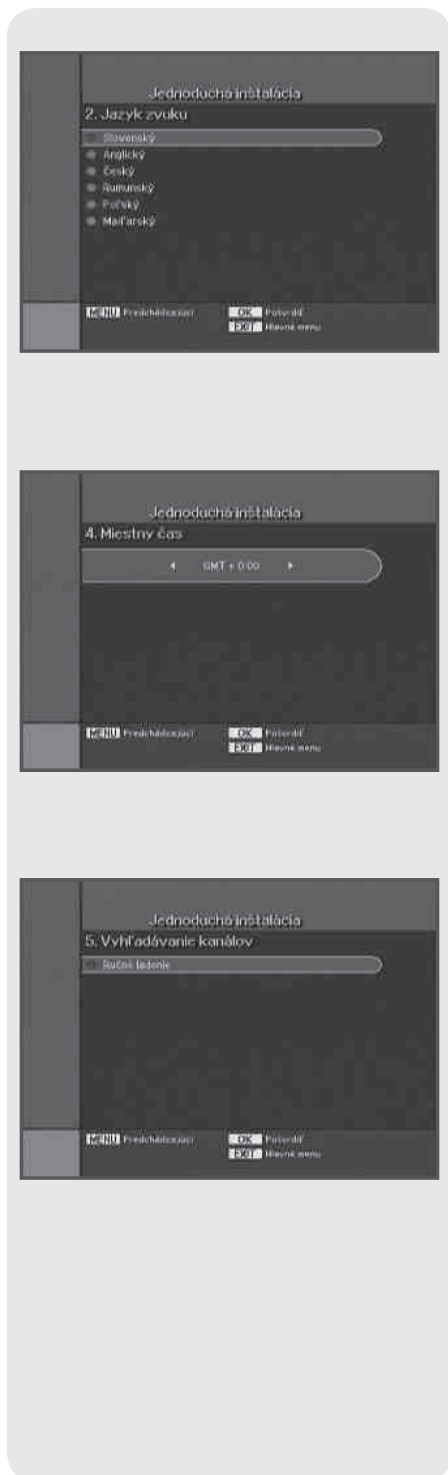 Jednoduchá inštalácia
2. Jazyk zvuku
Slovenský
Anglický
Český
Rumunský
Poľský
Maďarský
MENU Predchádzajúci OK Potvrdiť
EXIT Hlavné menu
Jednoduchá inštalácia
4. Miestny čas
GMT + 0:00
MENU Predchádzajúci OK Potvrdiť
EXIT Hlavné menu
Jednoduchá inštalácia
5. Vyhľadávanie kanálov
Ručné ladenie
MENU Predchádzajúci OK Potvrdiť
EXIT Hlavné menu